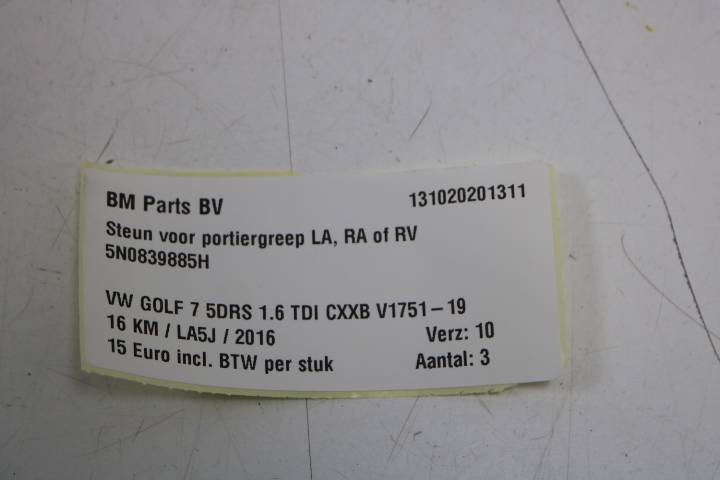 BM Parts BV 131020201311
Steun voor portiergreep LA, RA of RV
5N0839885H
VW GOLF 7 5DRS 1.6 TDI CXXB V1751-19
16 KM / LA5J / 2016 Verz: 10
15 Euro incl. BTW per stuk Aantal: 3